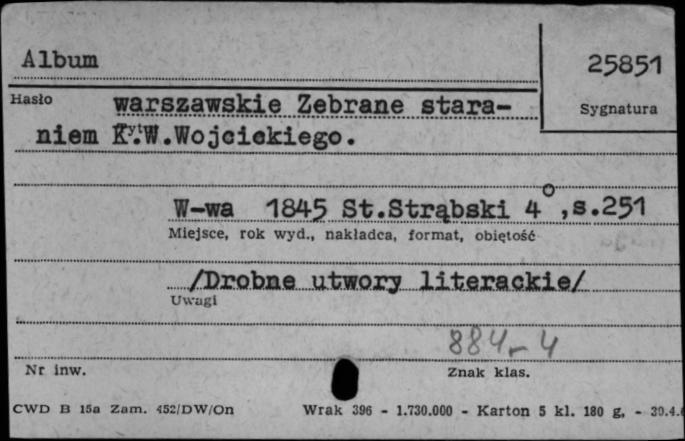 Album
25851
Hasło
Sygnatura
warszawskie Zebrane stara-
niem K.W.Wojcickiego.
W-wa 1845 St.Strąbski 4°,s.251
Miejsce, rok wyd., nakładca, format, objętość
/Drobne utwory literackie/
Uwagi
884-4
Nr inw.
Znak klas.
CWD B 15a Zam. 452/DW/On Wrak 396 - 1.730.000 - Karton 5 kl. 180 g. -